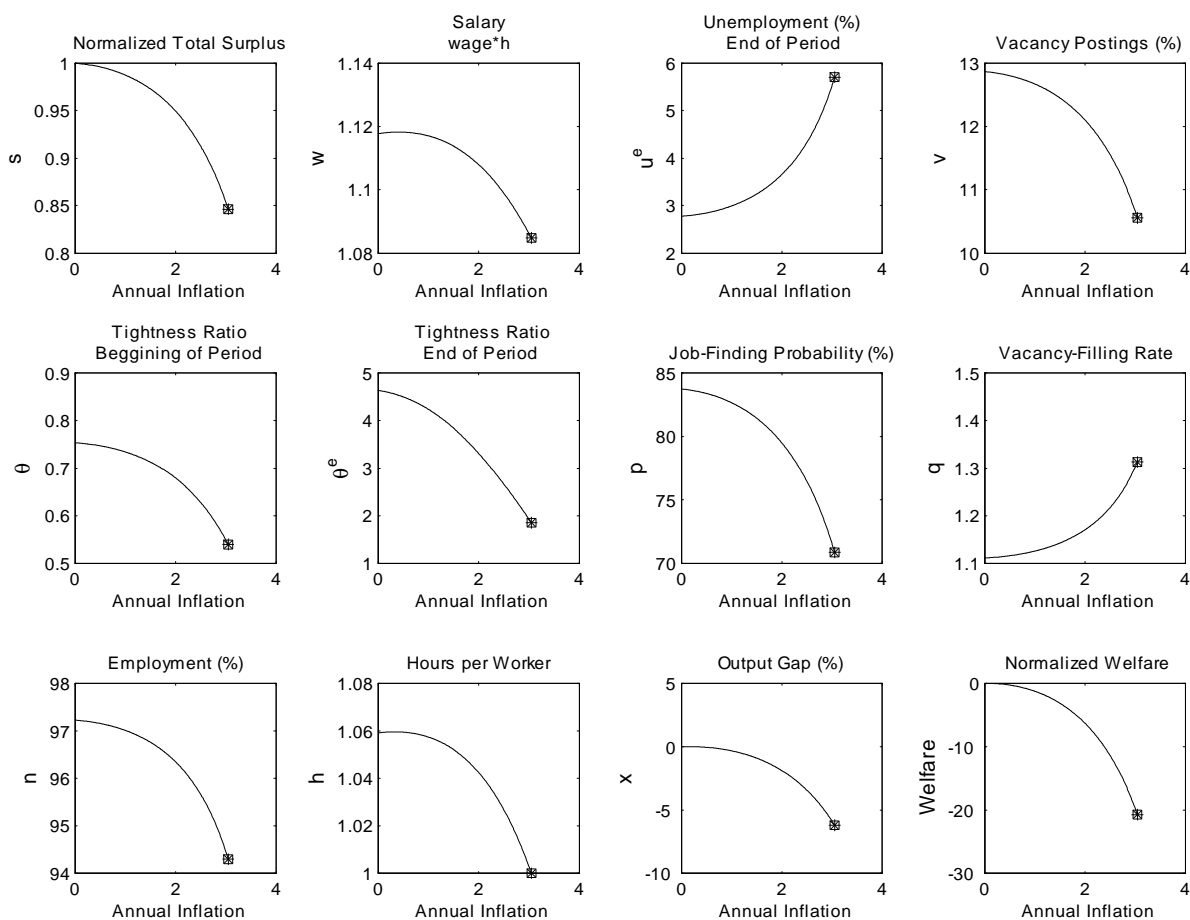 Normalized Total Surplus
1
0.95
0.9
0.85
0.8
s
0 2 4
Annual Inflation
Salary
wage*h
1.14
1.12
1.1
1.08
w
0 2 4
Annual Inflation
Unemployment (%)
End of Period
6
5
4
3
2
u^e
0 2 4
Annual Inflation
Vacancy Postings (%)
13
12
11
10
v
0 1 2 3 4
Annual Inflation
Tightness Ratio
Beggining of Period
0.9
0.8
0.7
0.6
0.5
θ
0 2 4
Annual Inflation
Tightness Ratio
End of Period
5
4
3
2
1
θ^e
0 2 4
Annual Inflation
Job-Finding Probability (%)
85
80
75
70
p
0 2 4
Annual Inflation
Vacancy-Filling Rate
1.5
1.4
1.3
1.2
1.1
q
0 1 2 3 4
Annual Inflation
Employment (%)
98
97
96
95
94
n
0 2 4
Annual Inflation
Hours per Worker
1.08
1.06
1.04
1.02
1
h
0 2 4
Annual Inflation
Output Gap (%)
5
0
-5
-10
x
0 2 4
Annual Inflation
Normalized Welfare
0
-10
-20
-30
Welfare
0 1 2 3 4
Annual Inflation